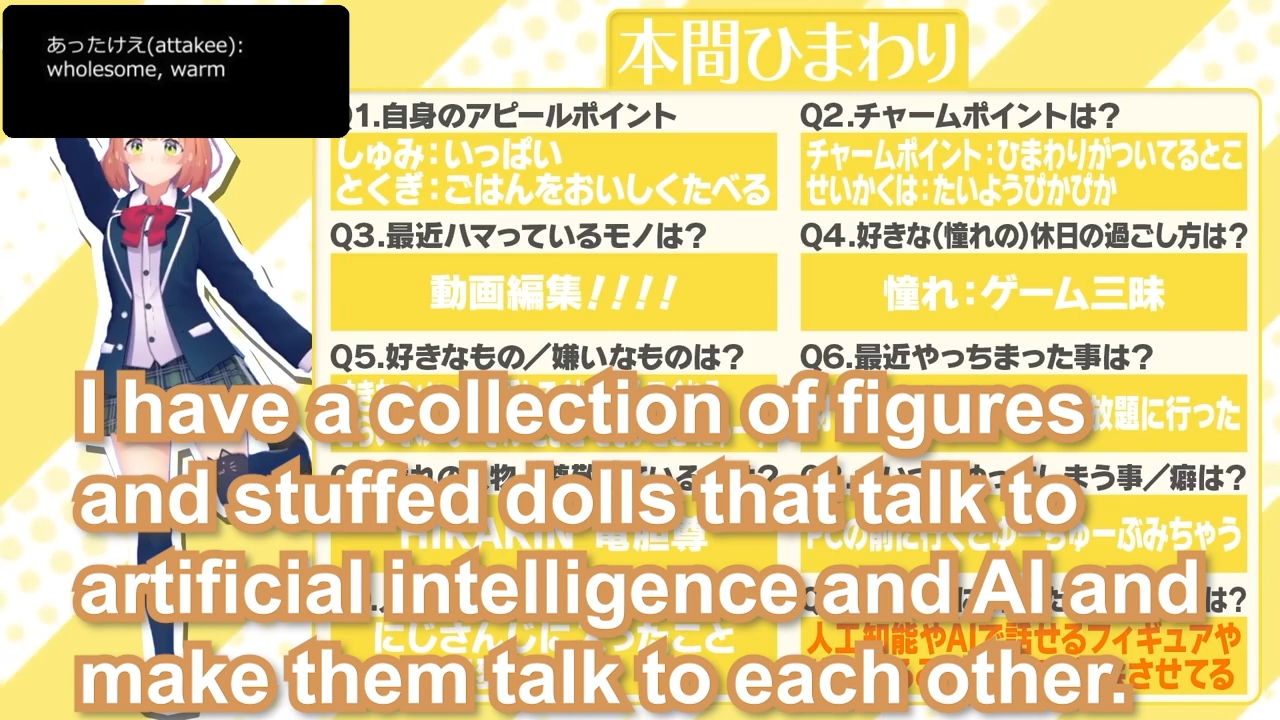 あったけえ(attakee):
wholesome, warm
本間ひまわり
Q1.自身のアピールポイント
しゅみ：いっぱい
とくぎ：ごはんをおいしくたべる
Q2.チャームポイントは？
チャームポイント：ひまわりがついてるとこ
せいかくは：たいようぴかぴか
Q3.最近ハマっているモノは？
動画編集！！！！
Q4.好きな(憧れの)休日の過ごし方は？
憧れ：ゲーム三昧
Q5.好きなもの／嫌いなものは？
Q6.最近やっちまった事は？
放題に行った
まう事／癖は？
HIKAKIN 竜胆尊
PCの前に行くとゆーちゅーぶみちゃう
は？
にじさんじに
人工知能やAIで話せるフィギュアや
させてる
I have a collection of figures
and stuffed dolls that talk to
artificial intelligence and AI and
make them talk to each other.